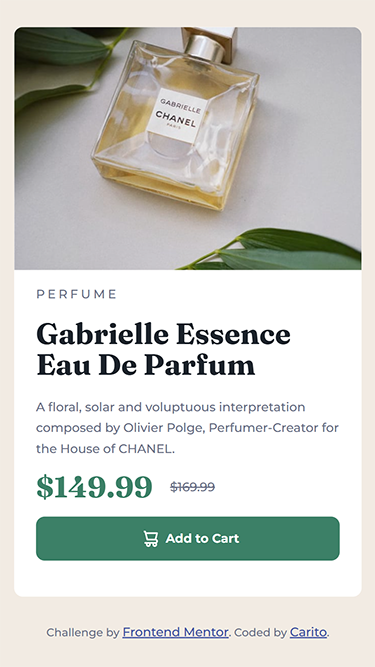 GABRIELLE
CHANEL
PARIS
PERFUME
Gabrielle Essence
Eau De Parfum
A floral, solar and voluptuous interpretation
composed by Olivier Polge, Perfumer-Creator for
the House of CHANEL.
$149.99 $169.99
Add to Cart
Challenge by Frontend Mentor. Coded by Carito.